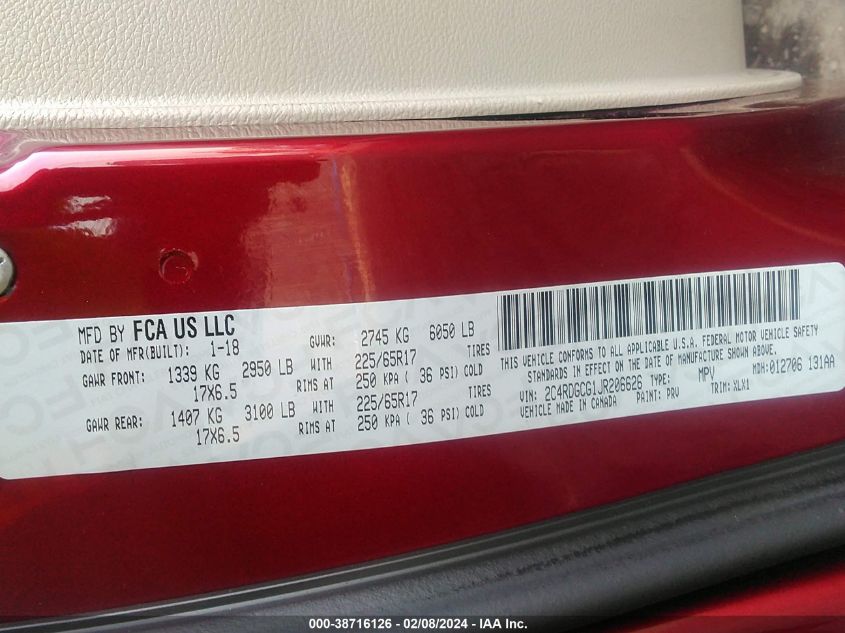 MFD BY FCA US LLC
DATE OF MFR(BUILT): 1-18
GVWR: 2745 KG 6050 LB
GAWR FRONT: 1339 KG 2950 LB WITH 225/65R17 TIRES
17X6.5 RIMS AT 250 KPA ( 36 PSI) COLD
GAWR REAR: 1407 KG 3100 LB WITH 225/65R17 TIRES
17X6.5 RIMS AT 250 KPA ( 36 PSI) COLD
THIS VEHICLE CONFORMS TO ALL APPLICABLE U.S.A. FEDERAL MOTOR VEHICLE SAFETY
STANDARDS IN EFFECT ON THE DATE OF MANUFACTURE SHOWN ABOVE.
VIN: 2C4RDGCG1JR206626 TYPE: MPV MDH:012706 131AA
VEHICLE MADE IN CANADA PAINT: PRV TRIM: XLX1
000-38716126 - 02/08/2024 - IAA Inc.